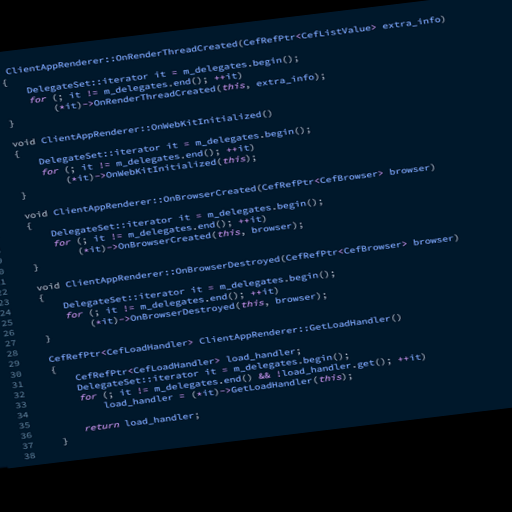 ClientAppRenderer::OnRenderThreadCreated(CefRefPtr<CefListValue> extra_info)
{
DelegateSet::iterator it = m_delegates.begin();
for (; it != m_delegates.end(); ++it)
(*it)->OnRenderThreadCreated(this, extra_info);
}
void ClientAppRenderer::OnWebKitInitialized()
{
DelegateSet::iterator it = m_delegates.begin();
for (; it != m_delegates.end(); ++it)
(*it)->OnWebKitInitialized(this);
}
void ClientAppRenderer::OnBrowserCreated(CefRefPtr<CefBrowser> browser)
{
DelegateSet::iterator it = m_delegates.begin();
for (; it != m_delegates.end(); ++it)
(*it)->OnBrowserCreated(this, browser);
}
void ClientAppRenderer::OnBrowserDestroyed(CefRefPtr<CefBrowser> browser)
22 {
23 DelegateSet::iterator it = m_delegates.begin();
24 for (; it != m_delegates.end(); ++it)
25 (*it)->OnBrowserDestroyed(this, browser);
26 }
27
28 CefRefPtr<CefLoadHandler> ClientAppRenderer::GetLoadHandler()
29 {
30 CefRefPtr<CefLoadHandler> load_handler;
31 DelegateSet::iterator it = m_delegates.begin();
32 for (; it != m_delegates.end() && !load_handler.get(); ++it)
33 load_handler = (*it)->GetLoadHandler(this);
34
35 return load_handler;
36 }
37
38